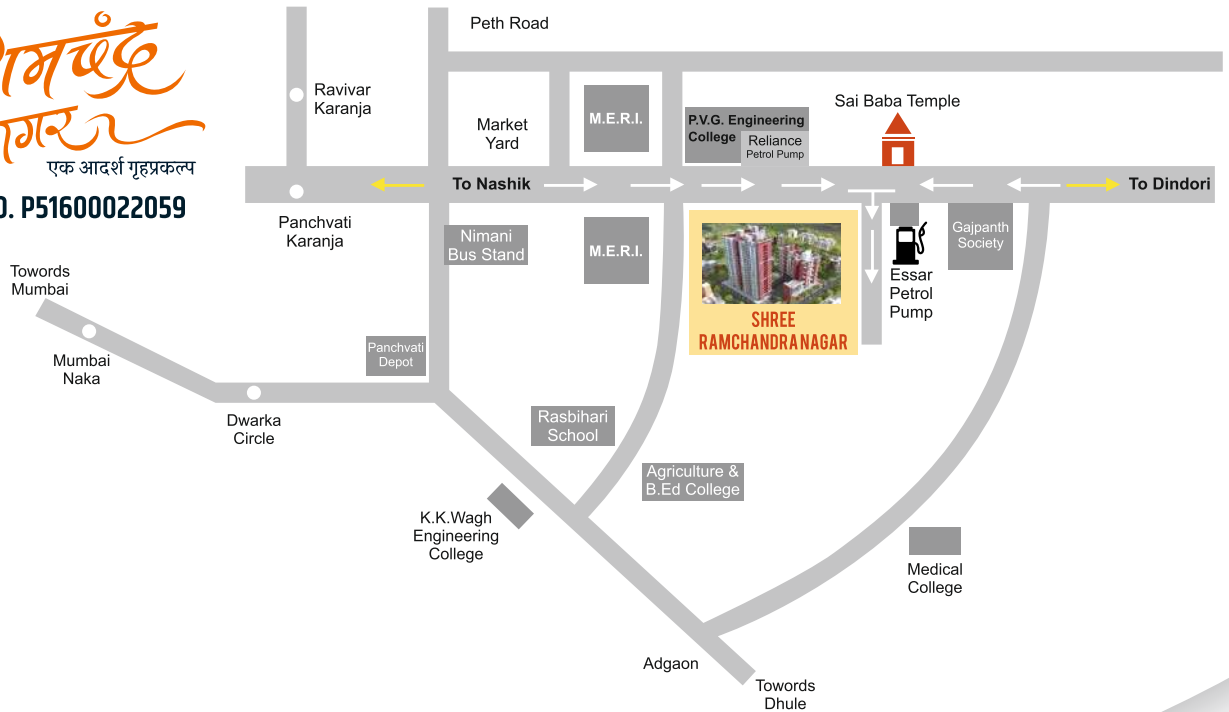 नगर
एक आदर्श गृहप्रकल्प
P51600022059
Peth Road
Ravivar
Karanja
Market
Yard
M.E.R.I.
P.V.G. Engineering
College
Reliance
Petrol Pump
Sai Baba Temple
To Nashik
To Dindori
Panchvati
Karanja
Nimani
Bus Stand
M.E.R.I.
Gajpanth
Society
Essar
Petrol
Pump
SHREE
RAMCHANDRA NAGAR
Towords
Mumbai
Mumbai
Naka
Panchvati
Depot
Dwarka
Circle
Rasbihari
School
Agriculture &
B.Ed College
K.K.Wagh
Engineering
College
Medical
College
Adgaon
Towords
Dhule